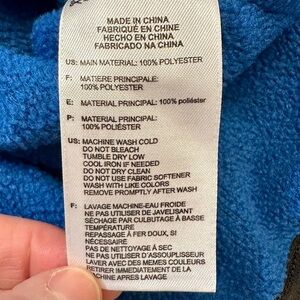 MADE IN CHINA
FABRIQUÉ EN CHINE
HECHO EN CHINA
FABRICADO NA CHINA
US: MAIN MATERIAL: 100% POLYESTER
F: MATIERE PRINCIPALE:
100% POLYESTER
E: MATERIAL PRINCIPAL: 100% poliéster
P: MATERIAL PRINCIPAL:
100% POLIÉSTER
US: MACHINE WASH COLD
DO NOT BLEACH
TUMBLE DRY LOW
COOL IRON IF NEEDED
DO NOT DRY CLEAN
DO NOT USE FABRIC SOFTENER
WASH WITH LIKE COLORS
REMOVE PROMPTLY AFTER WASH
F: LAVAGE MACHINE-EAU FROIDE
NE PAS UTILISER DE JAVELISANT
SÉCHAGE PAR CULBUTAGE À BASSE
TEMPÉRATURE
REPASSAGE À FER DOUX, SI
NÉCESSAIRE
PAS DE NETTOYAGE À SEC
NE PAS UTILISER D'ASSOUPLISSEUR
LAVER AVEC DES MEMES COULEURS
RETIRER IMMÉDIATEMENT DE LA
MACHINE APRES LAVAGE